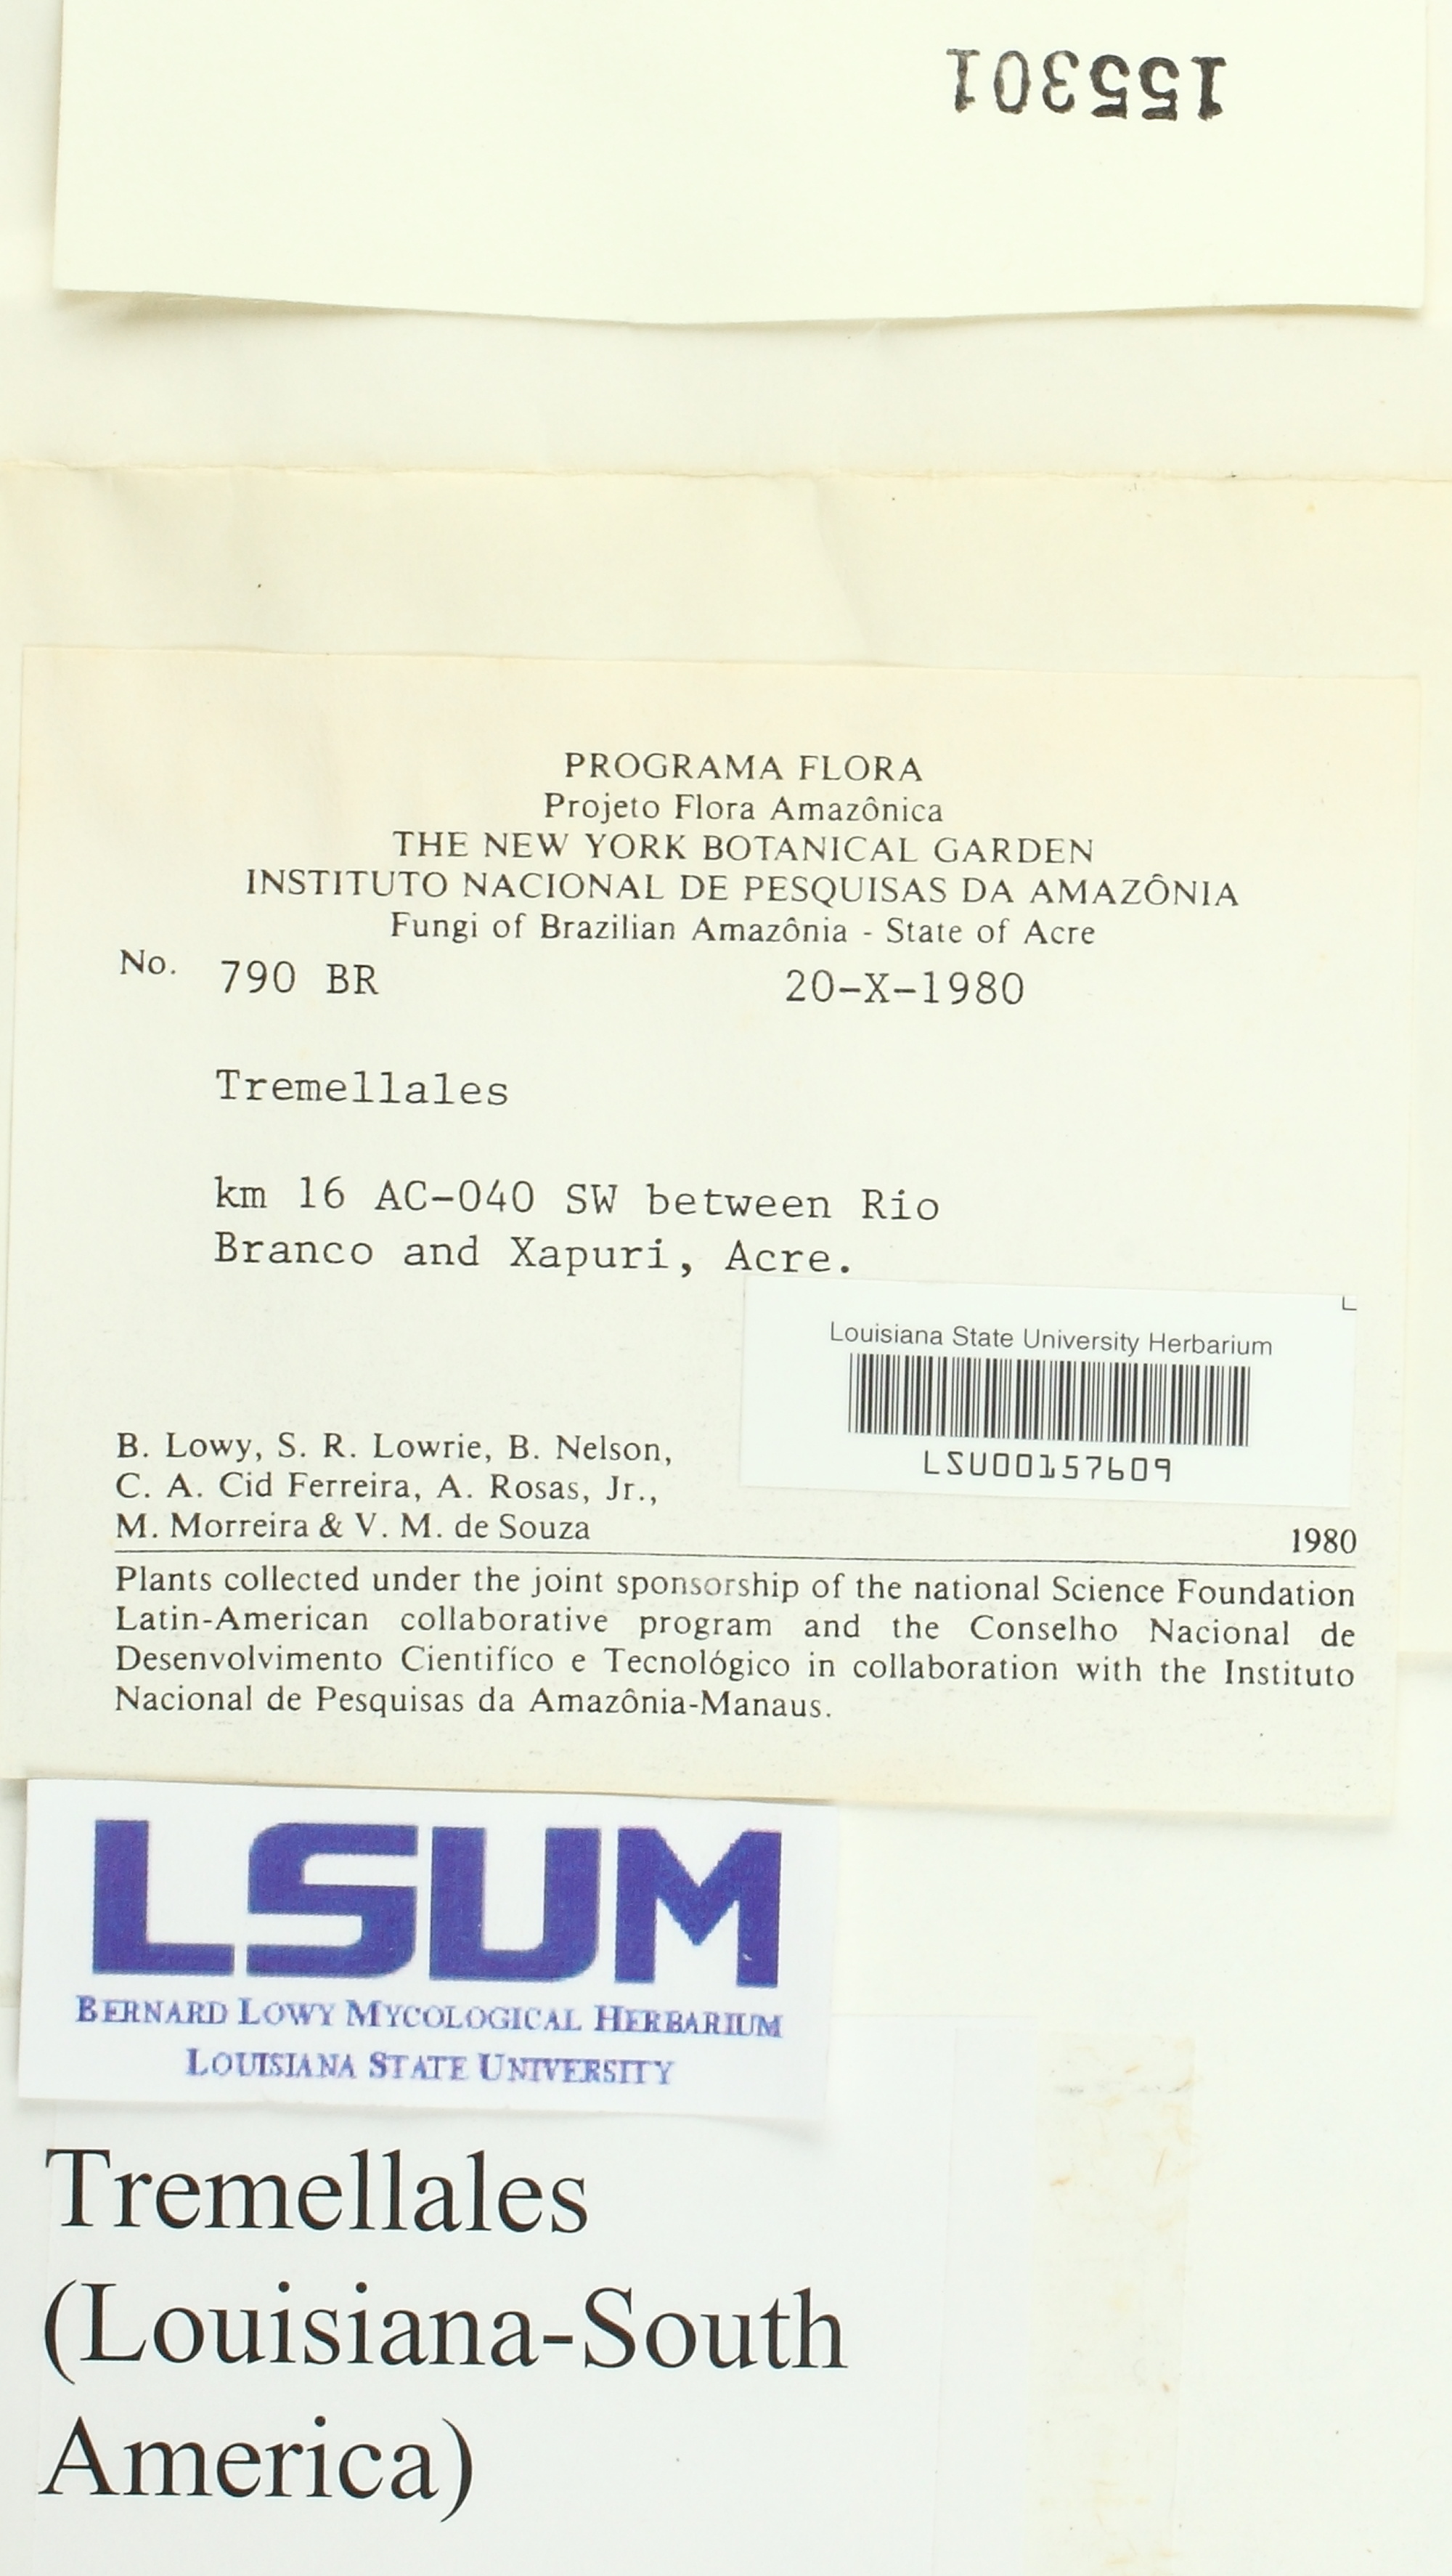 155301
PROGRAMA FLORA
Projeto Flora Amazônica
THE NEW YORK BOTANICAL GARDEN
INSTITUTO NACIONAL DE PESQUISAS DA AMAZÔNIA
Fungi of Brazilian Amazônia - State of Acre
No. 790 BR 20-X-1980
Tremellales
km 16 AC-040 SW between Rio
Branco and Xapuri, Acre.
Louisiana State University Herbarium
LSU00157609
B. Lowy, S. R. Lowrie, B. Nelson,
C. A. Cid Ferreira, A. Rosas, Jr.,
M. Morreira & V. M. de Souza 1980
Plants collected under the joint sponsorship of the national Science Foundation
Latin-American collaborative program and the Conselho Nacional de
Desenvolvimento Cientifíco e Tecnológico in collaboration with the Instituto
Nacional de Pesquisas da Amazônia-Manaus.
LSUM
BERNARD LOWY MYCOLOGICAL HERBARIUM
LOUISIANA STATE UNIVERSITY
Tremellales
(Louisiana-South
America)